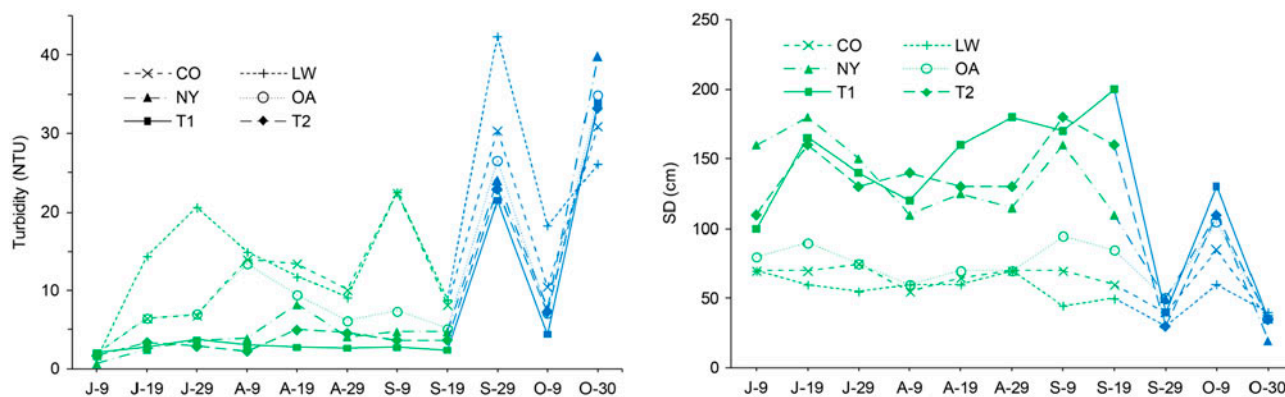 40
30
20
10
0
Turbidity (NTU)
CO LW
NY OA
T1 T2
J-9 J-19 J-29 A-9 A-19 A-29 S-9 S-19 S-29 O-9 O-30
250
200
150
100
50
0
SD (cm)
CO LW
NY OA
T1 T2
J-9 J-19 J-29 A-9 A-19 A-29 S-9 S-19 S-29 O-9 O-30